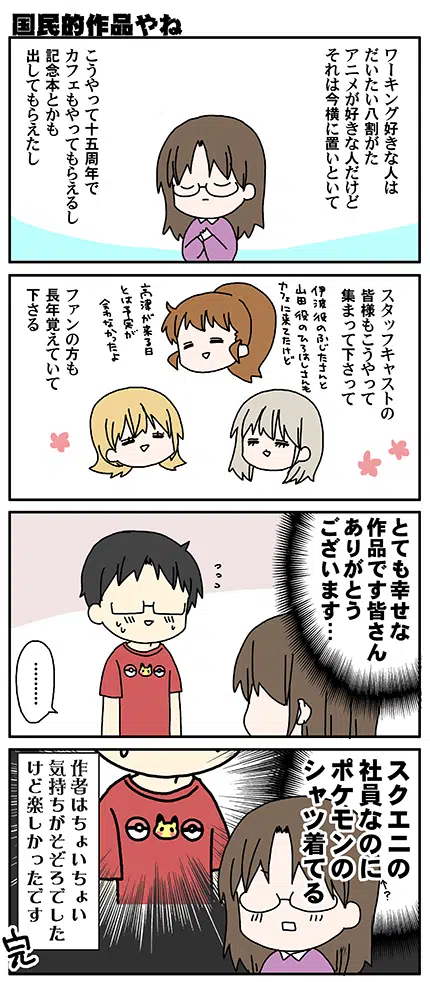 国民的作品やね
ワーキング好きな人は
だいたい八割がた
アニメが好きな人だけど
それは今横に置いといて
こうやって十五周年で
カフェもやってもらえるし
記念本とかも
出してもらえたし
スタッフキャストの
皆様もこうやって
集まって下さって
伊波役のふじたさんと
山田役のひろはしさんも
カフェに来てたけど
高津が来る日
とは予定が
合わなかったよ
ファンの方も
長年覚えていて
下さる
とても幸せな
作品です皆さん
ありがとう
ございます…
………
スクエニの
社員なのに
ポケモンの
シャツ着てる
?
作者はちょいちょい
気持ちがそぞろでした
けど楽しかったです
完